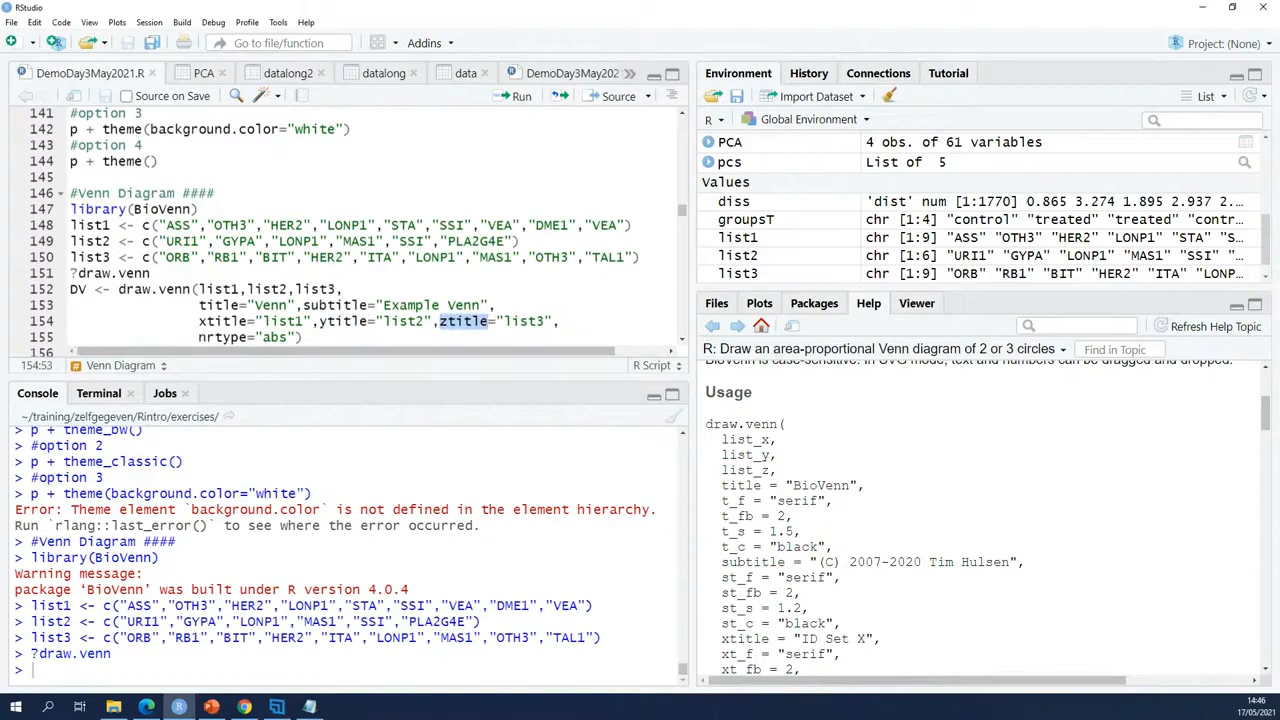 RStudio
File Edit Code View Plots Session Build Debug Profile Tools Help
Go to file/function Addins Project: (None)
DemoDay3May2021.R PCA datalong2 datalong data DemoDay3May202
Source on Save Run Source
141 #option 3
142 p + theme(background.color="white")
143 #option 4
144 p + theme()
145
146 #Venn Diagram ####
147 library(BioVenn)
148 list1 <- c("ASS","OTH3","HER2","LONP1","STA","SSI","VEA","DME1","VEA")
149 list2 <- c("URI1","GYPA","LONP1","MAS1","SSI","PLA2G4E")
150 list3 <- c("ORB","RB1","BIT","HER2","ITA","LONP1","MAS1","OTH3","TAL1")
151 ?draw.venn
152 DV <- draw.venn(list1,list2,list3,
153 title="Venn",subtitle="Example Venn",
154 xtitle="list1",ytitle="list2",ztitle="list3",
155 nrtype="abs")
156
154:53 Venn Diagram R Script
Console Terminal Jobs
~/training/zelfgegeven/Rintro/exercises/
> p + theme_bw()
> #option 2
> p + theme_classic()
> #option 3
> p + theme(background.color="white")
Error: Theme element `background.color` is not defined in the element hierarchy.
Run `rlang::last_error()` to see where the error occurred.
#Venn Diagram ####
> library(BioVenn)
Warning message:
package ‘BioVenn’ was built under R version 4.0.4
> list1 <- c("ASS","OTH3","HER2","LONP1","STA","SSI","VEA","DME1","VEA")
> list2 <- c("URI1","GYPA","LONP1","MAS1","SSI","PLA2G4E")
> list3 <- c("ORB","RB1","BIT","HER2","ITA","LONP1","MAS1","OTH3","TAL1")
> ?draw.venn
>
Environment History Connections Tutorial
Import Dataset List
R Global Environment
PCA 4 obs. of 61 variables
pcs List of 5
Values
diss 'dist' num [1:1770] 0.865 3.274 1.895 2.937 2...
groupsT chr [1:4] "control" "treated" "treated" "contr...
list1 chr [1:9] "ASS" "OTH3" "HER2" "LONP1" "STA" "S...
list2 chr [1:6] "URI1" "GYPA" "LONP1" "MAS1" "SSI" ...
list3 chr [1:9] "ORB" "RB1" "BIT" "HER2" "ITA" "LONP...
Files Plots Packages Help Viewer
Refresh Help Topic
R: Draw an area-proportional Venn diagram of 2 or 3 circles Find in Topic
BioVenn is case-sensitive. In SVG mode, text and numbers can be dragged and dropped.
Usage
draw.venn(
list_x,
list_y,
list_z,
title = "BioVenn",
t_f = "serif",
t_fb = 2,
t_s = 1.5,
t_c = "black",
subtitle = "(C) 2007-2020 Tim Hulsen",
st_f = "serif",
st_fb = 2,
st_s = 1.2,
st_c = "black",
xtitle = "ID Set X",
xt_f = "serif",
xt_fb = 2,
14:46
17/05/2021